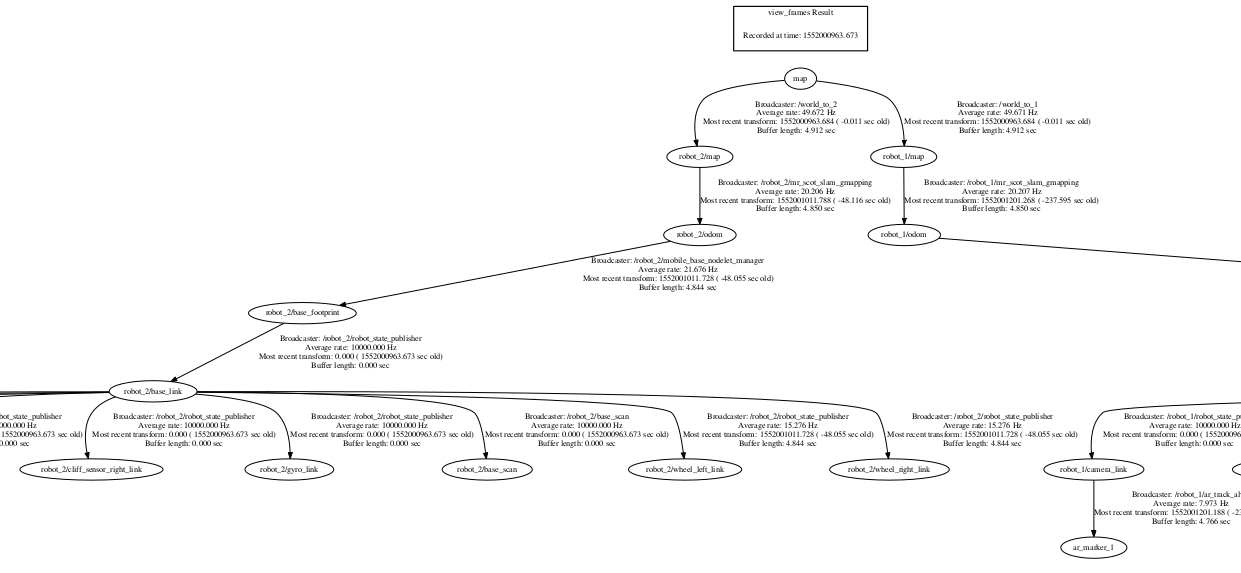 view_frames Result
Recorded at time: 1552000963.673
map
Broadcaster: /world_to_2
Average rate: 49.672 Hz
Most recent transform: 1552000963.684 ( -0.011 sec old)
Buffer length: 4.912 sec
Broadcaster: /world_to_1
Average rate: 49.671 Hz
Most recent transform: 1552000963.684 ( -0.011 sec old)
Buffer length: 4.912 sec
robot_2/map
robot_1/map
Broadcaster: /robot_2/mr_scot_slam_gmapping
Average rate: 20.206 Hz
Most recent transform: 1552001011.788 ( -48.116 sec old)
Buffer length: 4.850 sec
Broadcaster: /robot_1/mr_scot_slam_gmapping
Average rate: 20.207 Hz
Most recent transform: 1552001201.268 ( -237.595 sec old)
Buffer length: 4.850 sec
robot_2/odom
robot_1/odom
Broadcaster: /robot_2/mobile_base_nodelet_manager
Average rate: 21.676 Hz
Most recent transform: 1552001011.728 ( -48.055 sec old)
Buffer length: 4.844 sec
robot_2/base_footprint
Broadcaster: /robot_2/robot_state_publisher
Average rate: 10000.000 Hz
Most recent transform: 0.000 ( 1552000963.673 sec old)
Buffer length: 0.000 sec
robot_2/base_link
bot_state_publisher
000.000 Hz
1552000963.673 sec old)
0.000 sec
Broadcaster: /robot_2/robot_state_publisher
Average rate: 10000.000 Hz
Most recent transform: 0.000 ( 1552000963.673 sec old)
Buffer length: 0.000 sec
Broadcaster: /robot_2/robot_state_publisher
Average rate: 10000.000 Hz
Most recent transform: 0.000 ( 1552000963.673 sec old)
Buffer length: 0.000 sec
Broadcaster: /robot_2/base_scan
Average rate: 10000.000 Hz
Most recent transform: 0.000 ( 1552000963.673 sec old)
Buffer length: 0.000 sec
Broadcaster: /robot_2/robot_state_publisher
Average rate: 15.276 Hz
Most recent transform: 1552001011.728 ( -48.055 sec old)
Buffer length: 4.844 sec
Broadcaster: /robot_2/robot_state_publisher
Average rate: 15.276 Hz
Most recent transform: 1552001011.728 ( -48.055 sec old)
Buffer length: 4.844 sec
Broadcaster: /robot_1/robot_state_pu
Average rate: 10000.000 Hz
Most recent transform: 0.000 ( 15520009
Buffer length: 0.000 sec
robot_2/cliff_sensor_right_link
robot_2/gyro_link
robot_2/base_scan
robot_2/wheel_left_link
robot_2/wheel_right_link
robot_1/camera_link
Broadcaster: /robot_1/ar_track_al
Average rate: 7.973 Hz
Most recent transform: 1552001201.188 ( -23
Buffer length: 4.766 sec
ar_marker_1